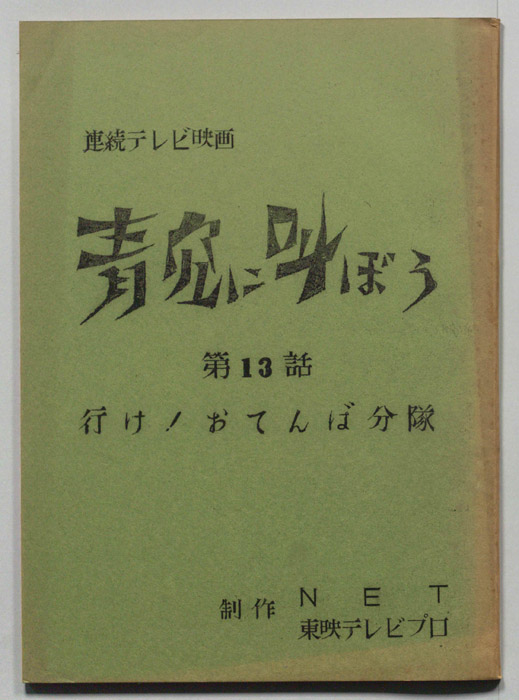 連続テレビ映画
青空に叫ぼう
第13話
行け！おてんば分隊
制作 NET
東映テレビプロ